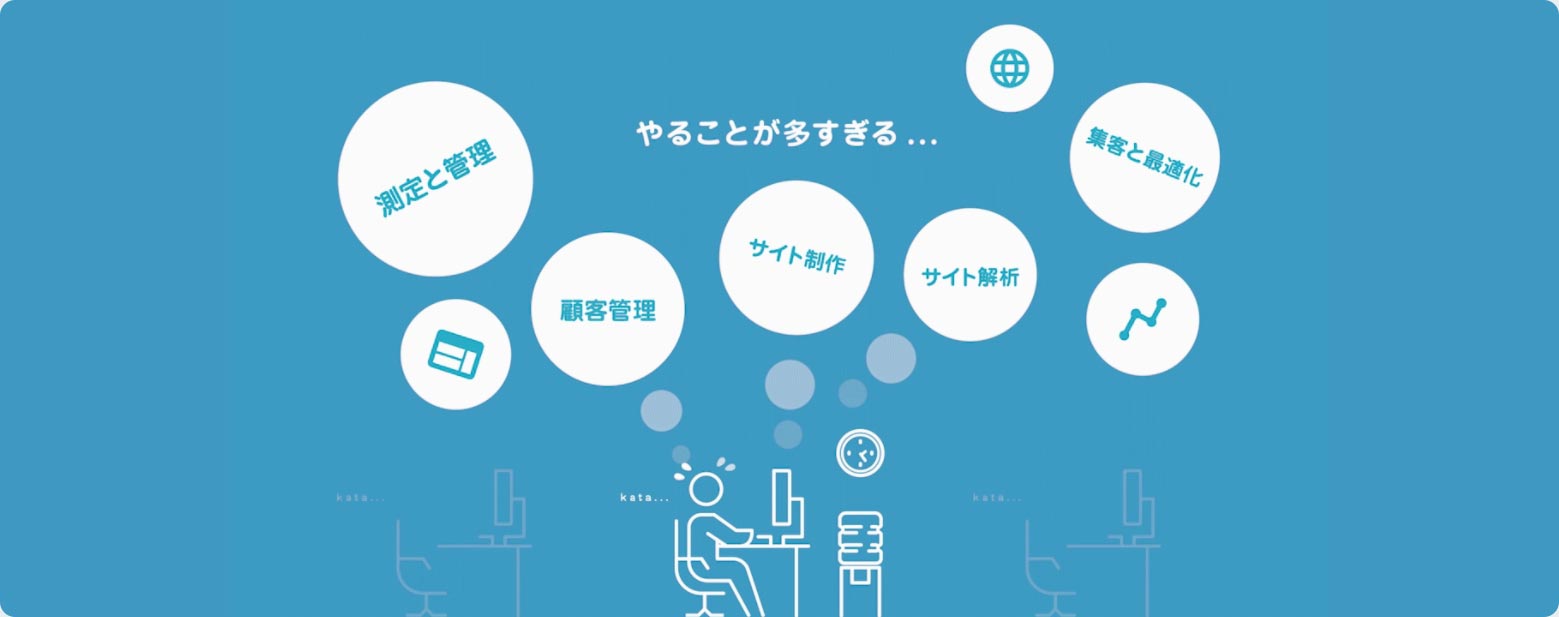 やることが多すぎる...
測定と管理
集客と最適化
サイト制作
サイト解析
顧客管理
kata...
kata...
kata...